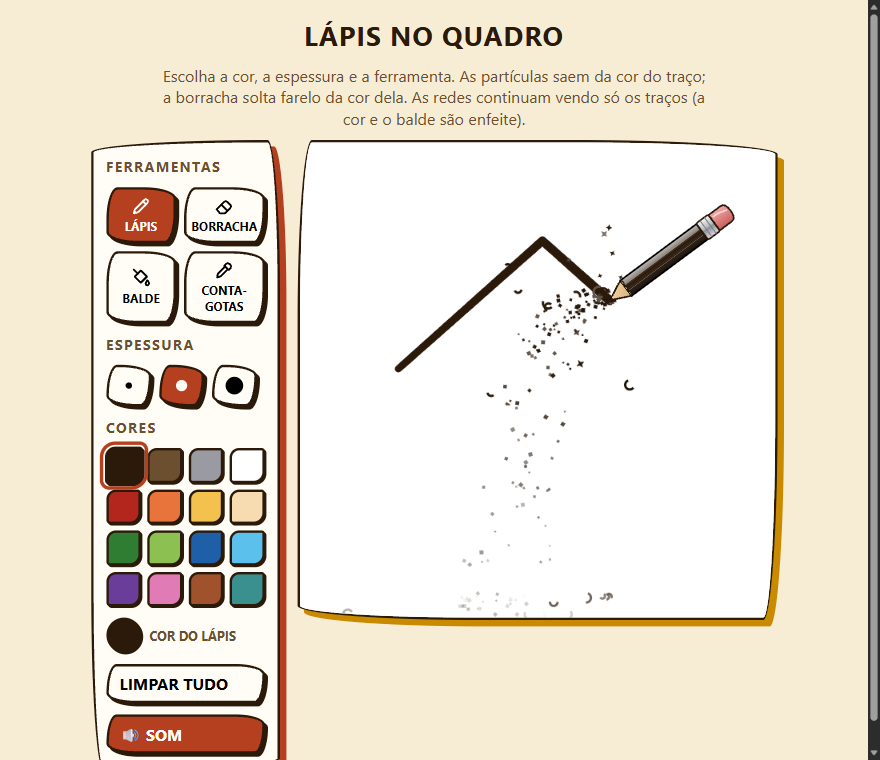 LÁPIS NO QUADRO
Escolha a cor, a espessura e a ferramenta. As partículas saem da cor do traço;
a borracha solta farelo da cor dela. As redes continuam vendo só os traços (a
cor e o balde são enfeite).
FERRAMENTAS
LÁPIS
BORRACHA
BALDE
CONTA-
GOTAS
ESPESSURA
CORES
COR DO LÁPIS
LIMPAR TUDO
SOM